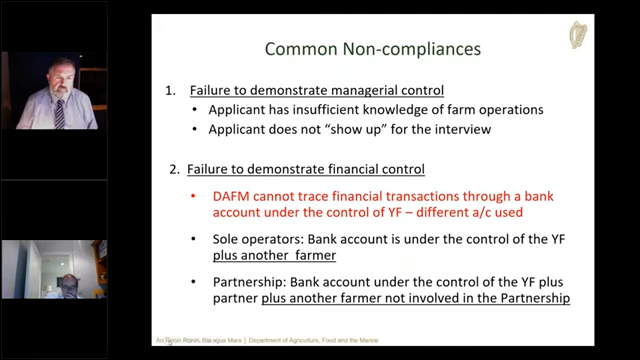 Common Non-compliances
1. Failure to demonstrate managerial control
• Applicant has insufficient knowledge of farm operations
• Applicant does not “show up” for the interview
2. Failure to demonstrate financial control
• DAFM cannot trace financial transactions through a bank
account under the control of YF – different a/c used
• Sole operators: Bank account is under the control of the YF
plus another farmer
• Partnership: Bank account under the control of the YF plus
partner plus another farmer not involved in the Partnership
Bia agus Mara | Department of Agriculture, Food and the Marine